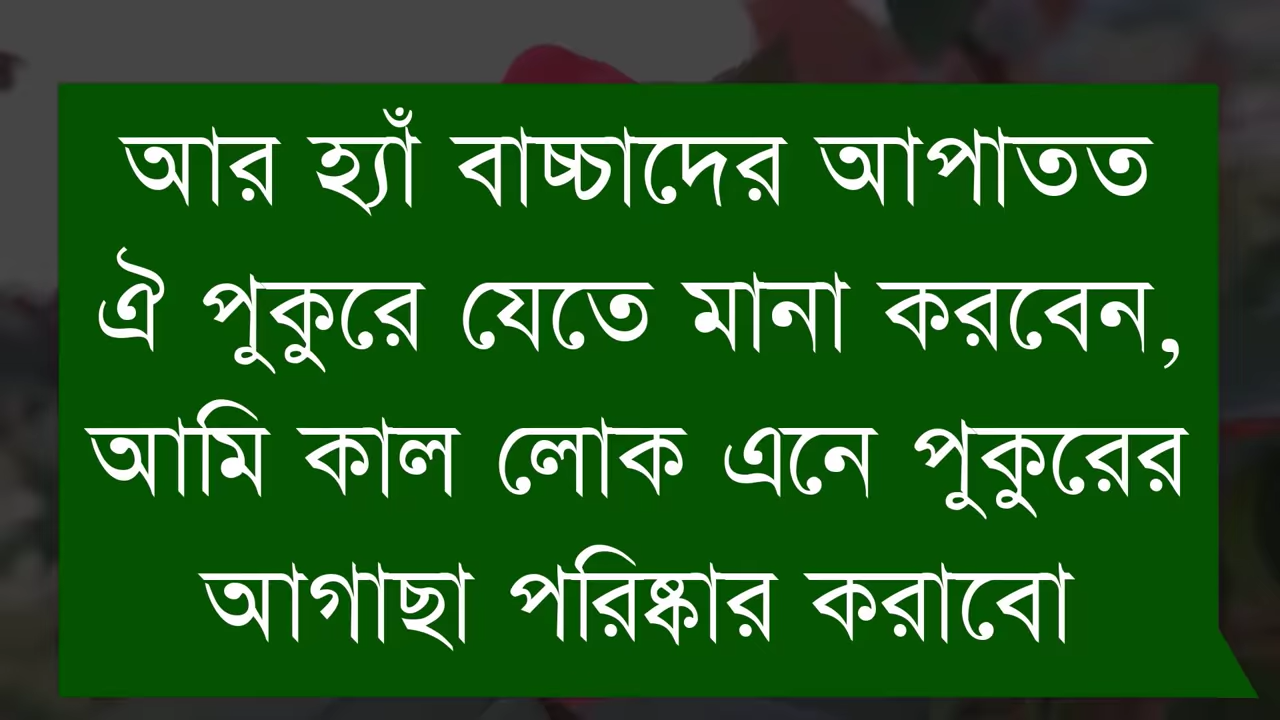 আর হ্যাঁ বাচ্চাদের আপাতত
ঐ পুকুরে যেতে মানা করবেন,
আমি কাল লোক এনে পুকুরের
আগাছা পরিষ্কার করাবো